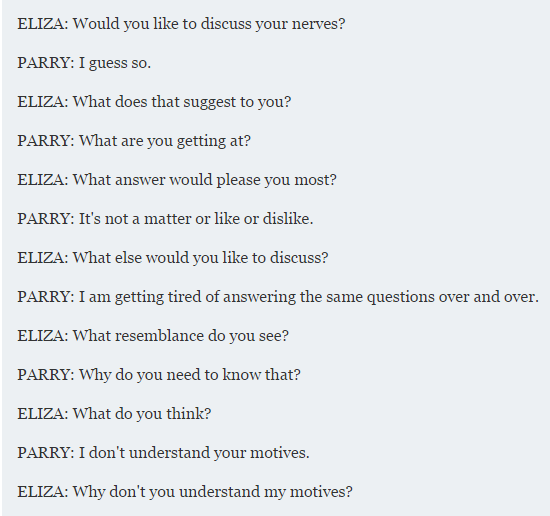 ELIZA: Would you like to discuss your nerves?
PARRY: I guess so.
ELIZA: What does that suggest to you?
PARRY: What are you getting at?
ELIZA: What answer would please you most?
PARRY: It's not a matter or like or dislike.
ELIZA: What else would you like to discuss?
PARRY: I am getting tired of answering the same questions over and over.
ELIZA: What resemblance do you see?
PARRY: Why do you need to know that?
ELIZA: What do you think?
PARRY: I don't understand your motives.
ELIZA: Why don't you understand my motives?